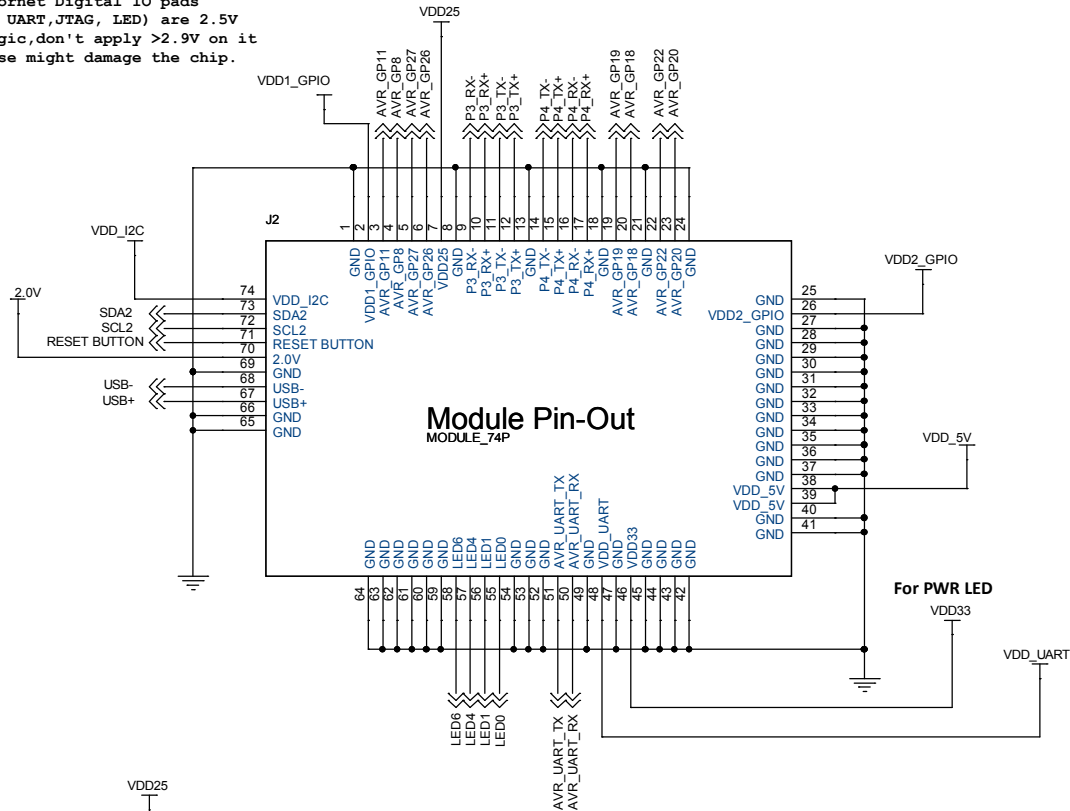 ornet Digital IO pads
UART,JTAG, LED) are 2.5V
gic,don't apply >2.9V on it
se might damage the chip.
VDD25
VDD1_GPIO
AVR_GP11
AVR_GP8
AVR_GP27
AVR_GP26
P3_RX-
P3_RX+
P3_TX-
P3_TX+
P4_TX-
P4_TX+
P4_RX-
P4_RX+
AVR_GP19
AVR_GP18
AVR_GP22
AVR_GP20
J2
1
2
3
4
5
6
7
8
9
10
11
12
13
14
15
16
17
18
19
20
21
22
23
24
GND
VDD1_GPIO
AVR_GP11
AVR_GP8
AVR_GP27
AVR_GP26
VDD25
GND
P3_RX-
P3_RX+
P3_TX-
P3_TX+
GND
P4_TX-
P4_TX+
P4_RX-
P4_RX+
GND
AVR_GP19
AVR_GP18
GND
AVR_GP22
AVR_GP20
GND
VDD_I2C
2.0V
SDA2
SCL2
RESET BUTTON
USB-
USB+
74 VDD_I2C
73 SDA2
72 SCL2
71 RESET BUTTON
70 2.0V
69 GND
68 USB-
67 USB+
66 GND
65 GND
Module Pin-Out
MODULE_74P
VDD2_GPIO
GND 25
VDD2_GPIO 26
GND 27
GND 28
GND 29
GND 30
GND 31
GND 32
GND 33
GND 34
GND 35
GND 36
GND 37
VDD_5V 38
VDD_5V 39
GND 40
GND 41
VDD_5V
GND
GND
GND
GND
GND
GND
LED6
LED4
LED1
LED0
GND
GND
GND
AVR_UART_TX
AVR_UART_RX
GND
VDD_UART
GND
VDD33
GND
GND
GND
GND
64
63
62
61
60
59
58
57
56
55
54
53
52
51
50
49
48
47
46
45
44
43
42
For PWR LED
VDD33
VDD_UART
LED6
LED4
LED1
LED0
AVR_UART_TX
AVR_UART_RX
VDD25